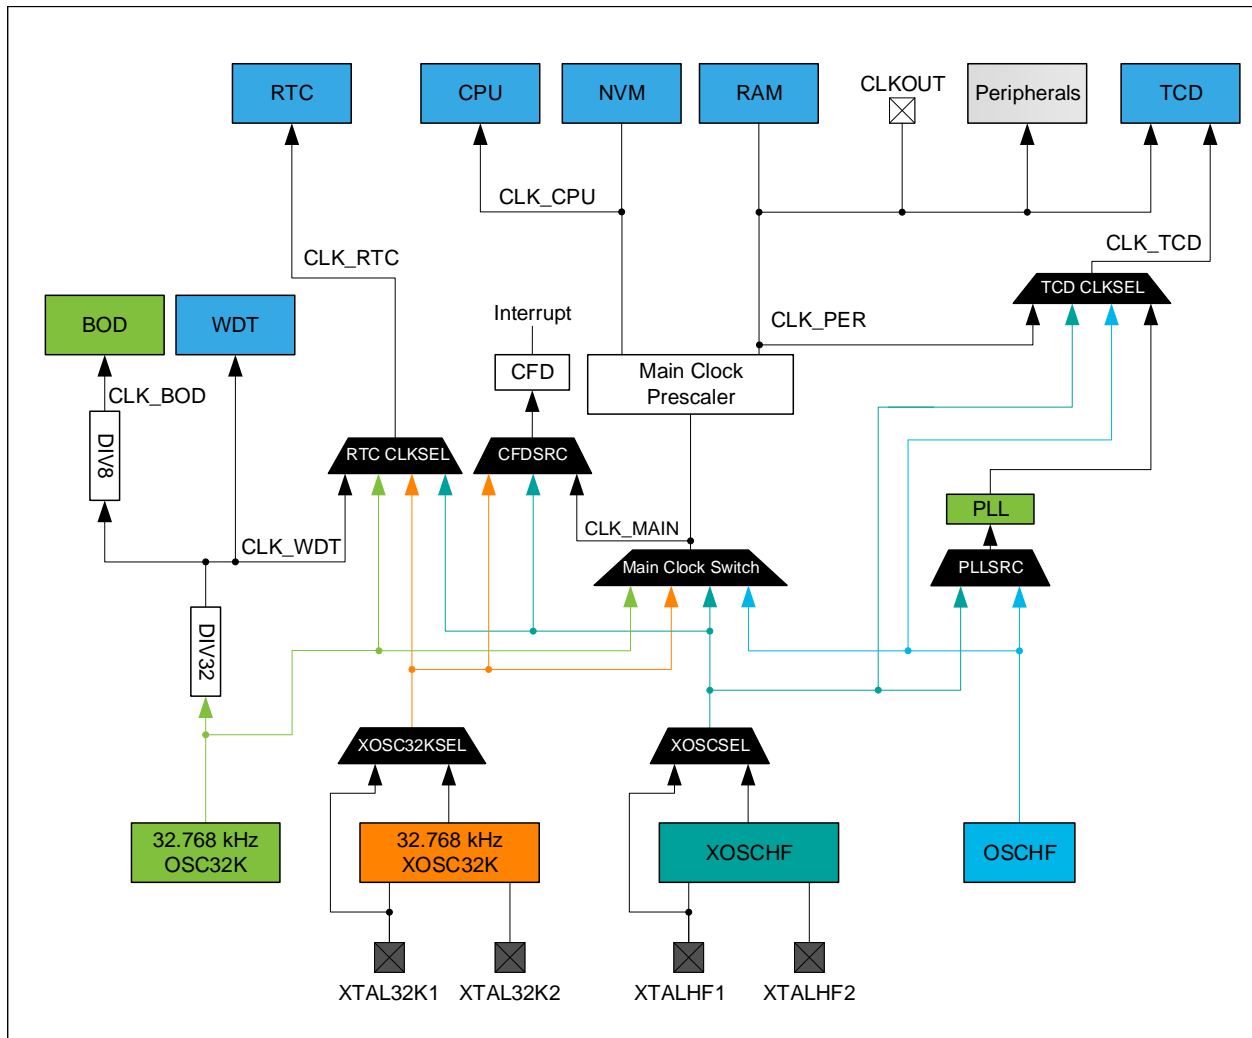 RTC
CPU
NVM
RAM
CLKOUT
Peripherals
TCD
CLK_CPU
CLK_TCD
CLK_RTC
TCD CLKSEL
BOD
WDT
Interrupt
CLK_PER
CFD
Main Clock
Prescaler
CLK_BOD
DIV8
RTC CLKSEL
CFDSRC
PLL
CLK_WDT
CLK_MAIN
Main Clock Switch
PLLSRC
DIV32
XOSC32KSEL
XOSCSEL
32.768 kHz
OSC32K
32.768 kHz
XOSC32K
XOSCHF
OSCHF
XTAL32K1
XTAL32K2
XTALHF1
XTALHF2